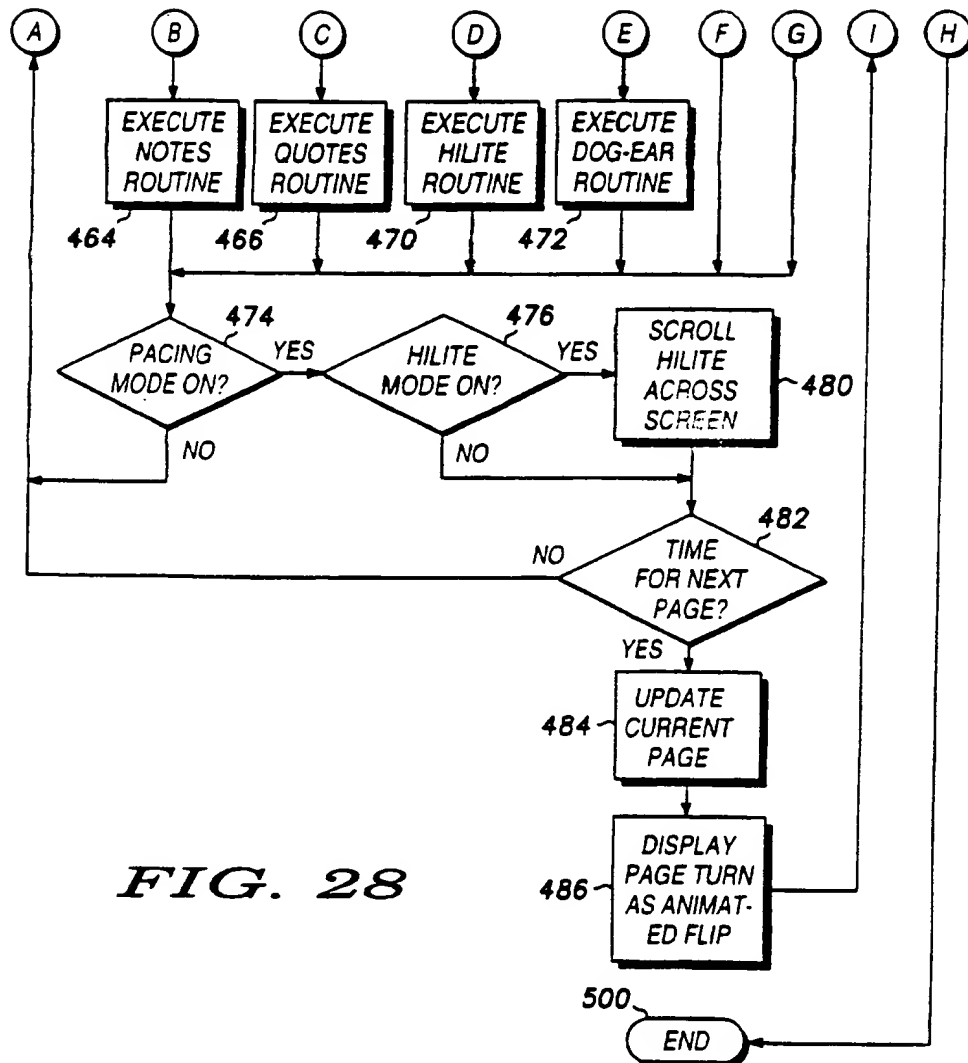 A B C D E F G I H
EXECUTE
NOTES
ROUTINE
464
EXECUTE
QUOTES
ROUTINE
466
EXECUTE
HILITE
ROUTINE
470
EXECUTE
DOG-EAR
ROUTINE
472
PACING
MODE ON?
474
YES
NO
HILITE
MODE ON?
476
YES
NO
SCROLL
HILITE
ACROSS
SCREEN
480
TIME
FOR NEXT
PAGE?
482
NO
YES
UPDATE
CURRENT
PAGE
484
DISPLAY
PAGE TURN
AS ANIMAT-
ED FLIP
486
FIG. 28
500
END